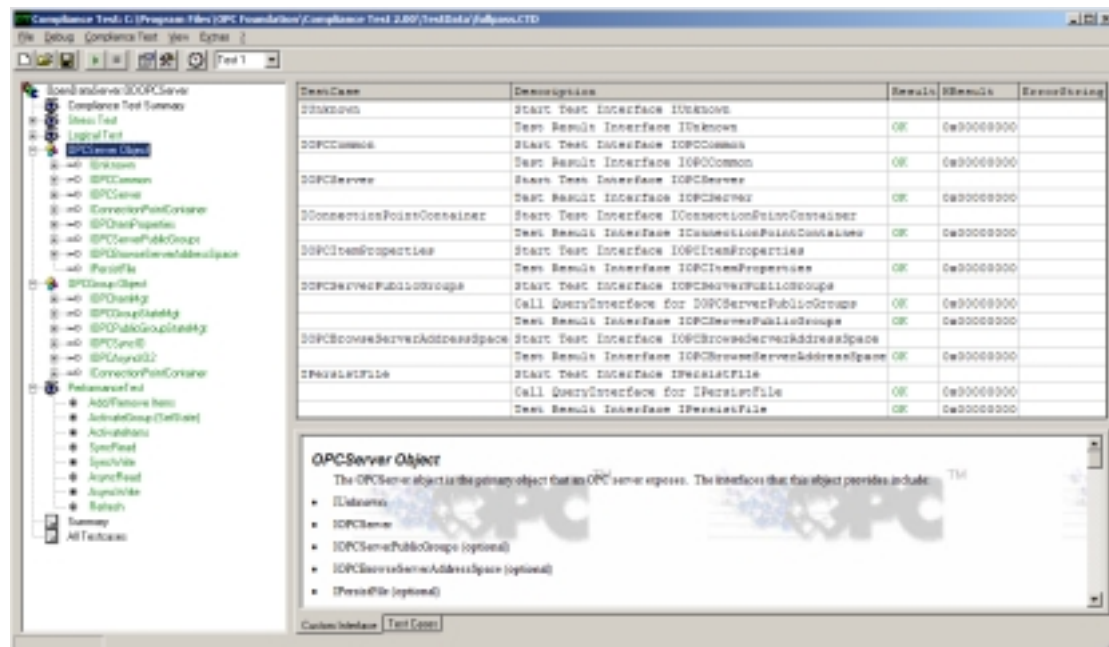 Compliance Test: C:\Program Files\OPC Foundation\Compliance Test 2.00\TestData\fullpass.CTD
File Debug Compliance Test View Extras ?
Test 1
OpenDataServer.ODOPCServer
Compliance Test Summary
Stress Test
Logical Test
OPCServer Object
IUnknown
IOPCCommon
IOPCServer
IConnectionPointContainer
IOPCItemProperties
IOPCServerPublicGroups
IOPCBrowseServerAddressSpace
IPersistFile
OPCGroup Object
IOPCItemMgt
IOPCGroupStateMgt
IOPCPublicGroupStateMgt
IOPCSyncIO
IOPCAsyncIO2
IConnectionPointContainer
PerformanceTest
Add/Remove Items
ActivateGroup (SetState)
ActivateItems
SyncRead
SyncWrite
AsyncRead
AsyncWrite
Refresh
Summary
All Testcases
TestCase Description Result HResult ErrorString
IUnknown Start Test Interface IUnknown
Test Result Interface IUnknown OK 0x00000000
IOPCCommon Start Test Interface IOPCCommon
Test Result Interface IOPCCommon OK 0x00000000
IOPCServer Start Test Interface IOPCServer
Test Result Interface IOPCServer OK 0x00000000
IConnectionPointContainer Start Test Interface IConnectionPointContainer
Test Result Interface IConnectionPointContainer OK 0x00000000
IOPCItemProperties Start Test Interface IOPCItemProperties
Test Result Interface IOPCItemProperties OK 0x00000000
IOPCServerPublicGroups Start Test Interface IOPCServerPublicGroups
Call QueryInterface for IOPCServerPublicGroups OK 0x00000000
Test Result Interface IOPCServerPublicGroups OK 0x00000000
IOPCBrowseServerAddressSpace Start Test Interface IOPCBrowseServerAddressSpace
Test Result Interface IOPCBrowseServerAddressSpace OK 0x00000000
IPersistFile Start Test Interface IPersistFile
Call QueryInterface for IPersistFile OK 0x00000000
Test Result Interface IPersistFile OK 0x00000000
OPCServer Object
The OPCServer object is the primary object that an OPC server exposes. The interfaces that this object provides include:
• IUnknown
• IOPCServer
• IOPCServerPublicGroups (optional)
• IOPCBrowseServerAddressSpace (optional)
• IPersistFile (optional)
OPC TM OPC TM
Custom Interface Test Cases